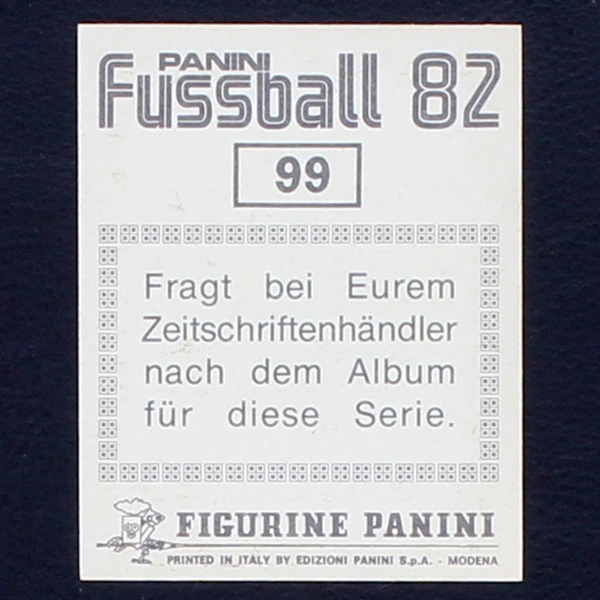 PANINI
Fussball 82
99
Fragt bei Eurem
Zeitschriftenhändler
nach dem Album
für diese Serie.
FIGURINE PANINI
PRINTED IN ITALY BY EDIZIONI PANINI S.p.A. - MODENA